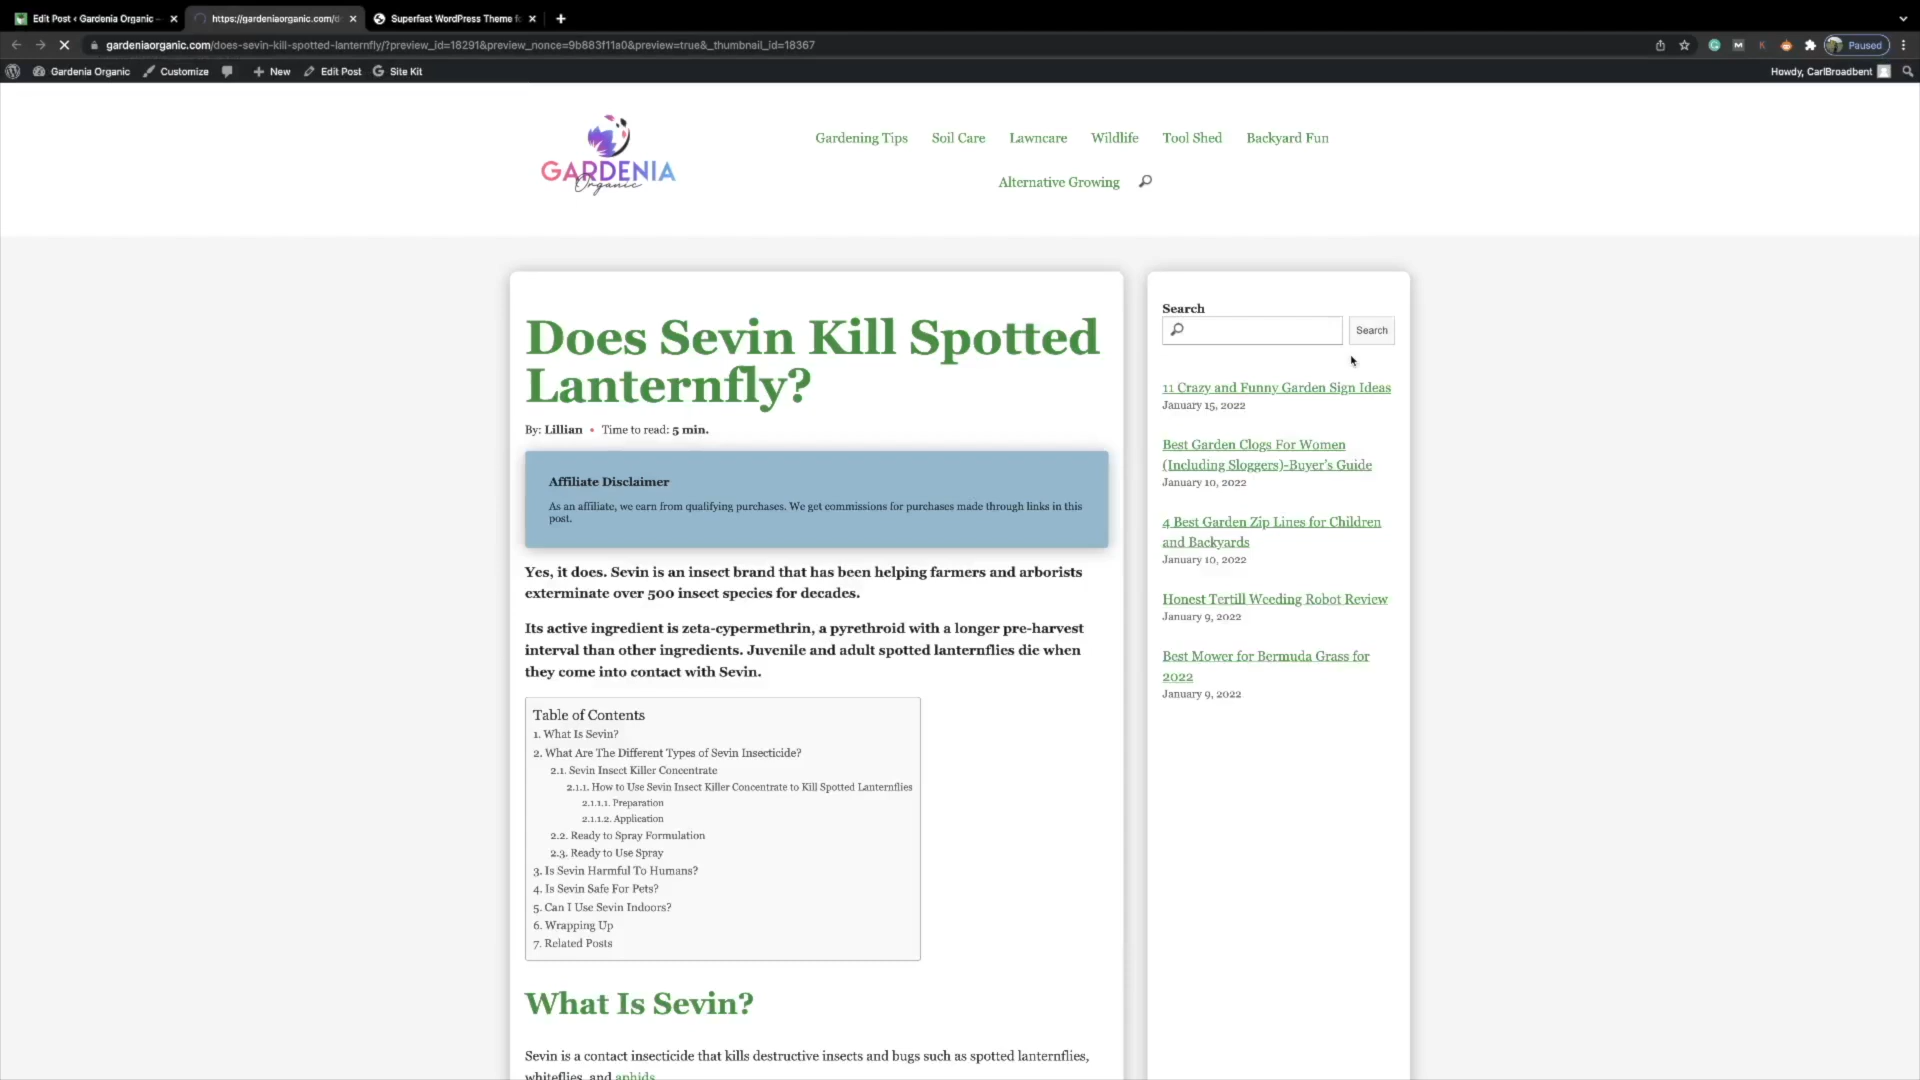 Edit Post ‹ Gardenia Organic –
https://gardeniaorganic.com/d
Superfast WordPress Theme f
gardeniaorganic.com/does-sevin-kill-spotted-lanternfly/?preview_id=18291&preview_nonce=9b883f11a0&preview=true&_thumbnail_id=18367
Paused
Gardenia Organic
Customize
New
Edit Post
Site Kit
Howdy, CarlBroadbent
GARDENIA
Organic
Gardening Tips
Soil Care
Lawncare
Wildlife
Tool Shed
Backyard Fun
Alternative Growing
Does Sevin Kill Spotted
Lanternfly?
By: Lillian • Time to read: 5 min.
Affiliate Disclaimer
As an affiliate, we earn from qualifying purchases. We get commissions for purchases made through links in this
post.
Yes, it does. Sevin is an insect brand that has been helping farmers and arborists
exterminate over 500 insect species for decades.
Its active ingredient is zeta-cypermethrin, a pyrethroid with a longer pre-harvest
interval than other ingredients. Juvenile and adult spotted lanternflies die when
they come into contact with Sevin.
Table of Contents
1. What Is Sevin?
2. What Are The Different Types of Sevin Insecticide?
2.1. Sevin Insect Killer Concentrate
2.1.1. How to Use Sevin Insect Killer Concentrate to Kill Spotted Lanternflies
2.1.1.1. Preparation
2.1.1.2. Application
2.2. Ready to Spray Formulation
2.3. Ready to Use Spray
3. Is Sevin Harmful To Humans?
4. Is Sevin Safe For Pets?
5. Can I Use Sevin Indoors?
6. Wrapping Up
7. Related Posts
What Is Sevin?
Sevin is a contact insecticide that kills destructive insects and bugs such as spotted lanternflies,
whiteflies, and aphids.
Search
Search
11 Crazy and Funny Garden Sign Ideas
January 15, 2022
Best Garden Clogs For Women
(Including Sloggers)-Buyer's Guide
January 10, 2022
4 Best Garden Zip Lines for Children
and Backyards
January 10, 2022
Honest Tertill Weeding Robot Review
January 9, 2022
Best Mower for Bermuda Grass for
2022
January 9, 2022